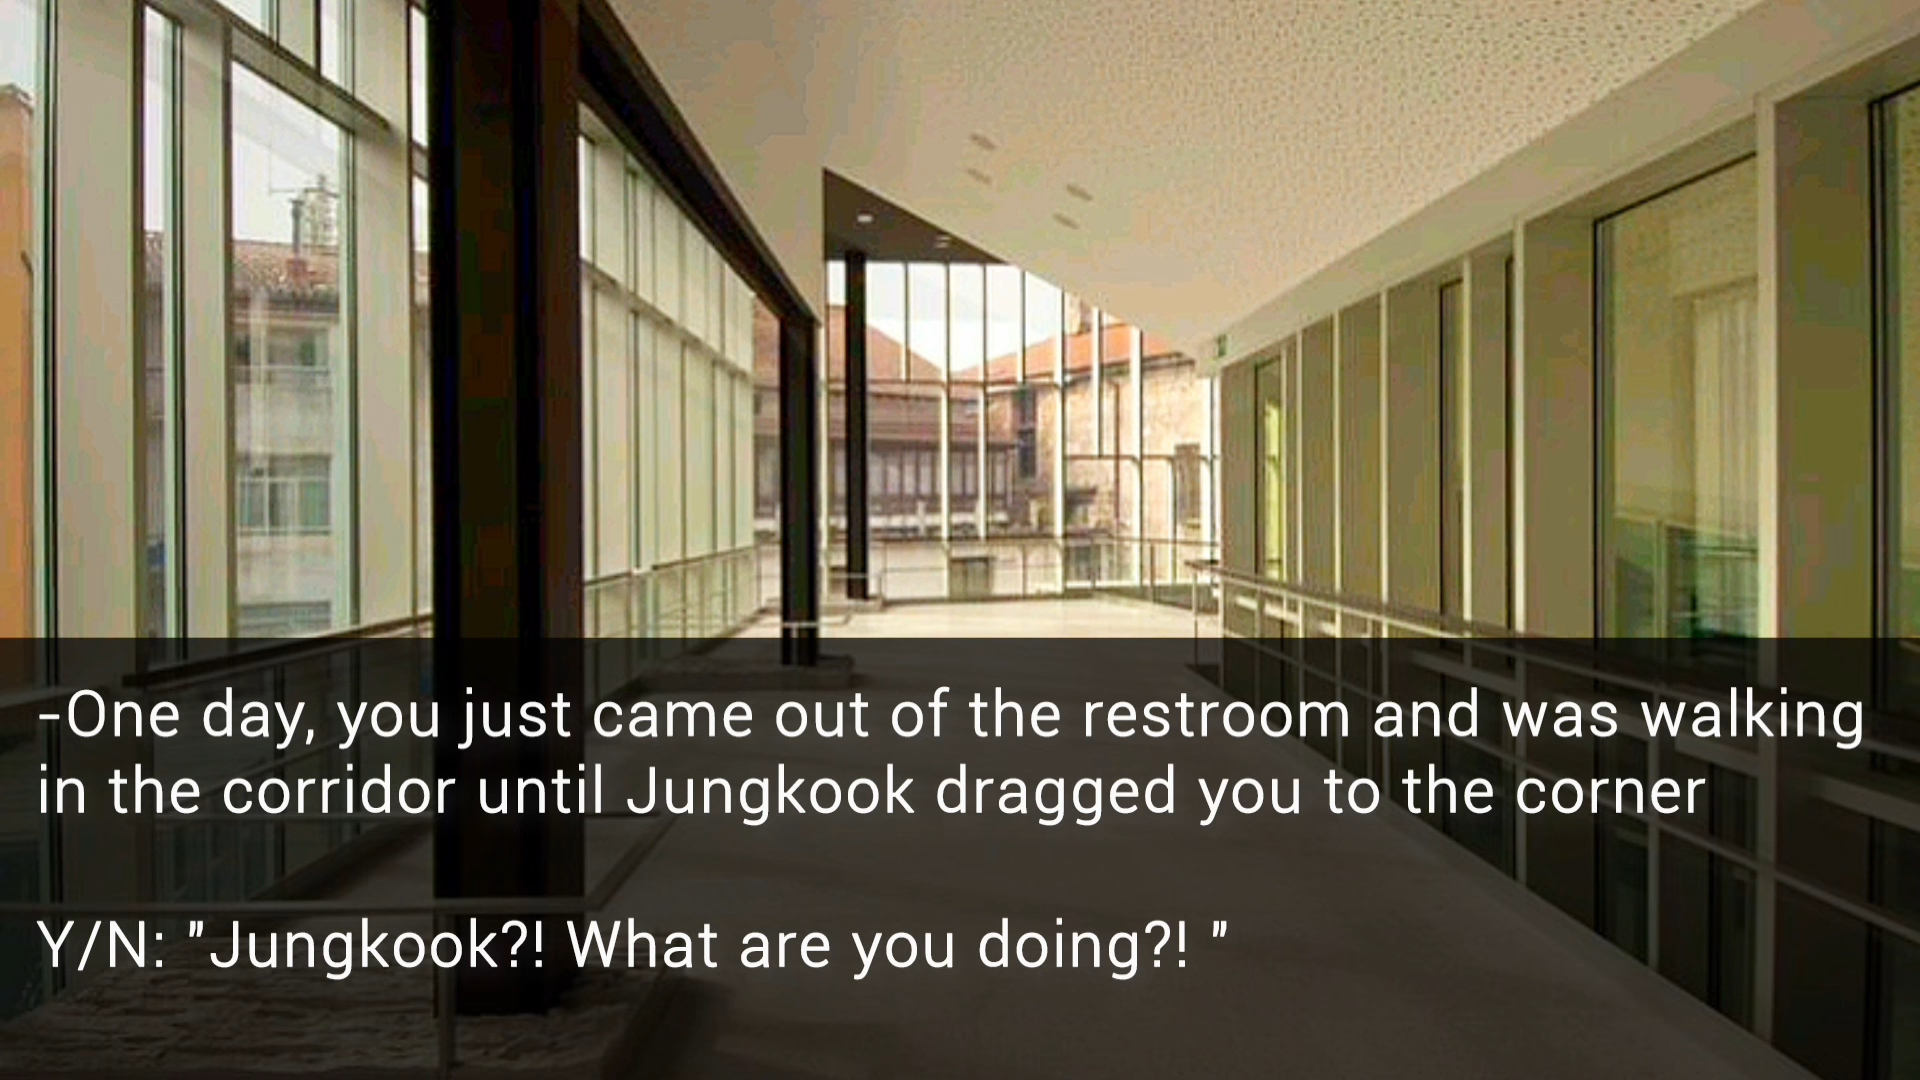 -One day, you just came out of the restroom and was walking
in the corridor until Jungkook dragged you to the corner
Y/N: "Jungkook?! What are you doing?! "